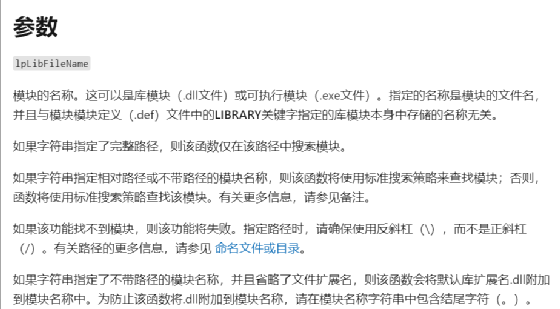 参数
lpLibFileName
模块的名称。这可以是库模块（.dll文件）或可执行模块（.exe文件）。指定的名称是模块的文件名，
并且与模块模块定义（.def）文件中的LIBRARY关键字指定的库模块本身中存储的名称无关。
如果字符串指定了完整路径，则该函数仅在该路径中搜索模块。
如果字符串指定相对路径或不带路径的模块名称，则该函数将使用标准搜索策略来查找模块；否则，
函数将使用标准搜索策略查找该模块。有关更多信息，请参见备注。
如果该功能找不到模块，则该功能将失败。指定路径时，请确保使用反斜杠（\），而不是正斜杠
（/）。有关路径的更多信息，请参见 命名文件或目录。
如果字符串指定了不带路径的模块名称，并且省略了文件扩展名，则该函数会将默认库扩展名.dll附加
到模块名称中。为防止该函数将.dll附加到模块名称，请在模块名称字符串中包含结尾字符（。）。